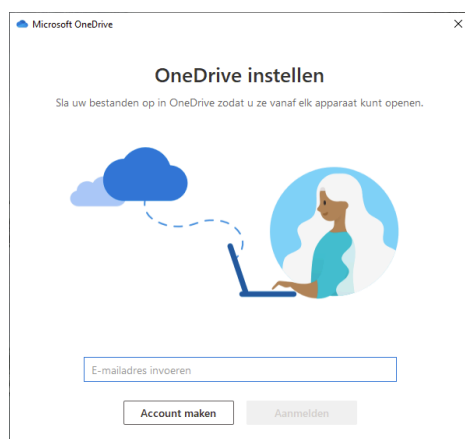 Microsoft OneDrive
OneDrive instellen
Sla uw bestanden op in OneDrive zodat u ze vanaf elk apparaat kunt openen.
E-mailadres invoeren
Account maken
Aanmelden